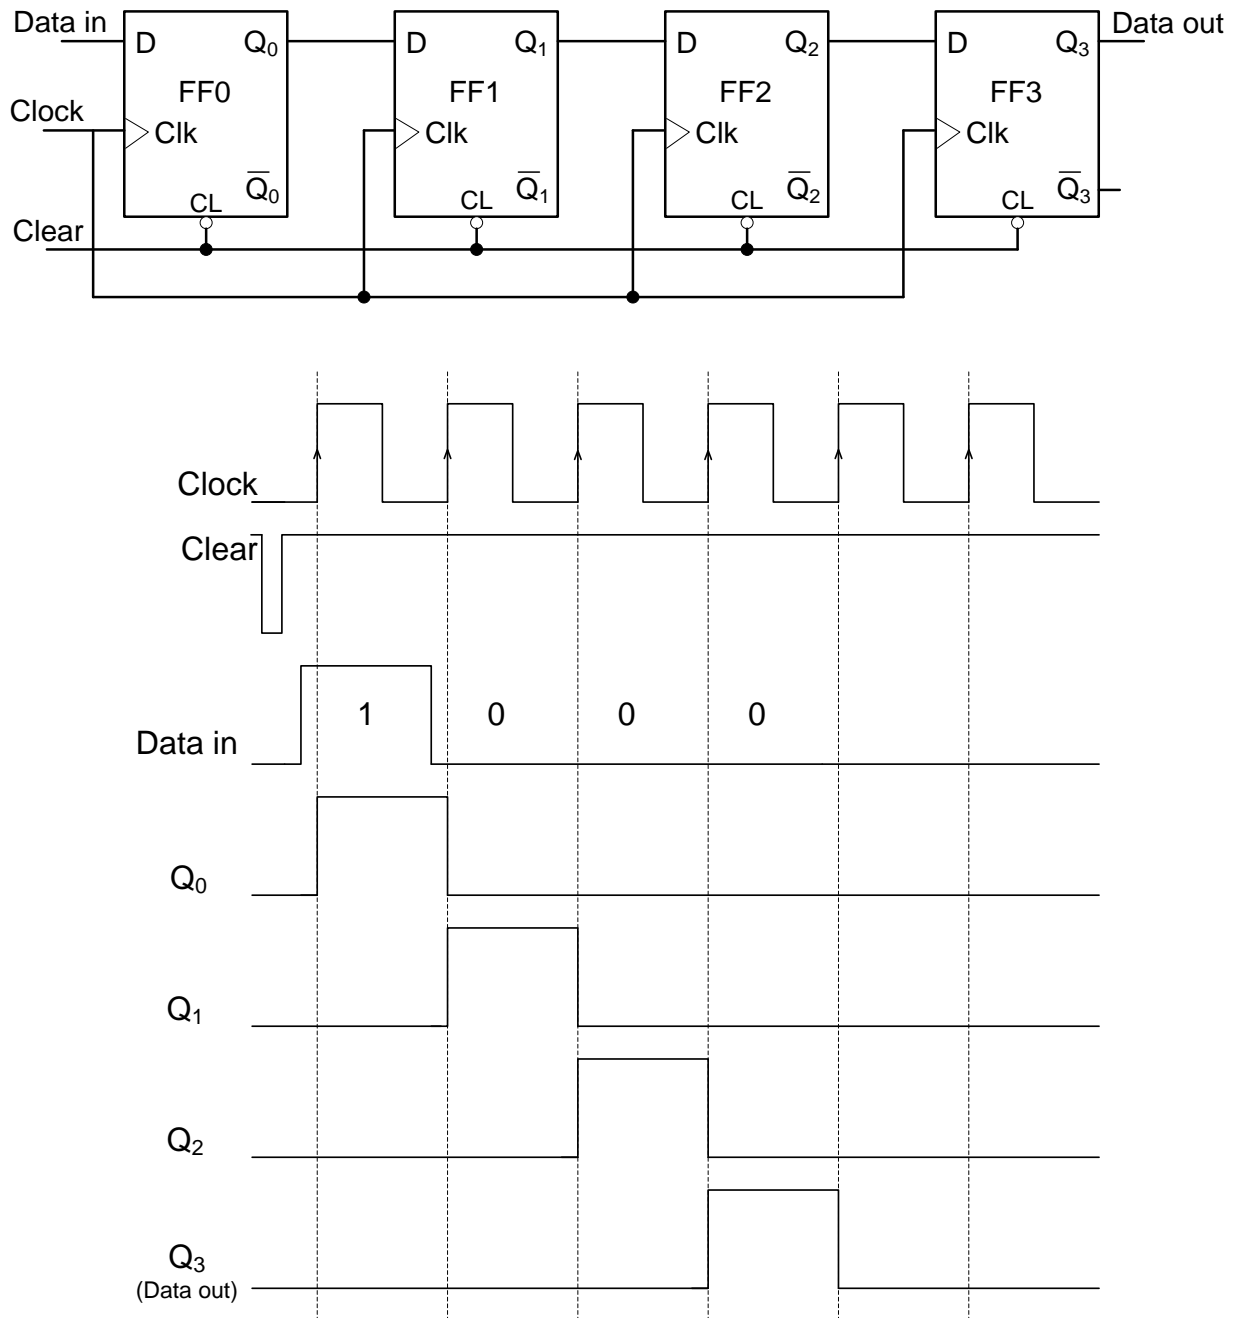 Data in
D Q₀ D Q₁ D Q₂ D Q₃
Data out
FF0 FF1 FF2 FF3
Clock
Clk Clk Clk Clk
Q̅₀ Q̅₁ Q̅₂ Q̅₃
CL CL CL CL
Clear
Clock
Clear
1 0 0 0
Data in
Q₀
Q₁
Q₂
Q₃
(Data out)